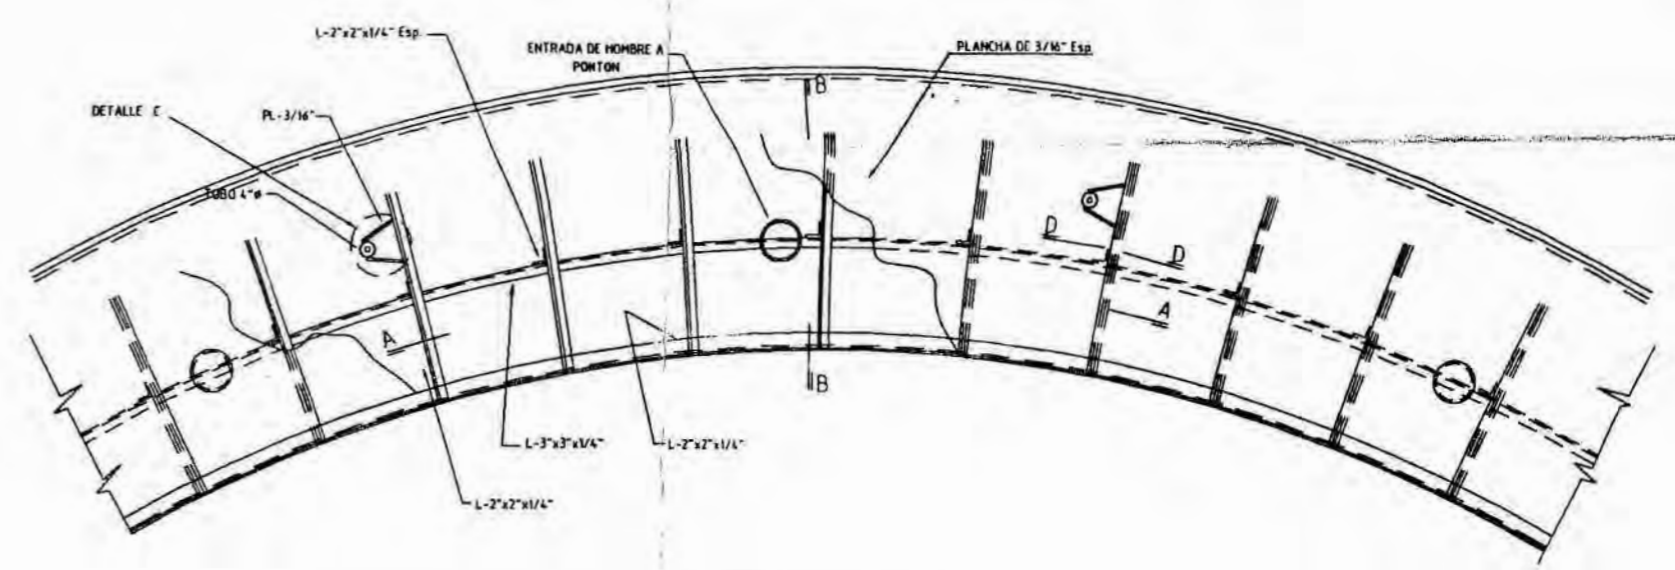 L-2"x2"x1/4" Esp.
ENTRADA DE HOMBRE A
PONTON
PLANCHA DE 3/16" Esp.
DETALLE E
PL-3/16"
TUBO 4"ø
B
D
D
A
A
B
L-3"x3"x1/4"
L-2"x2"x1/4"
L-2"x2"x1/4"